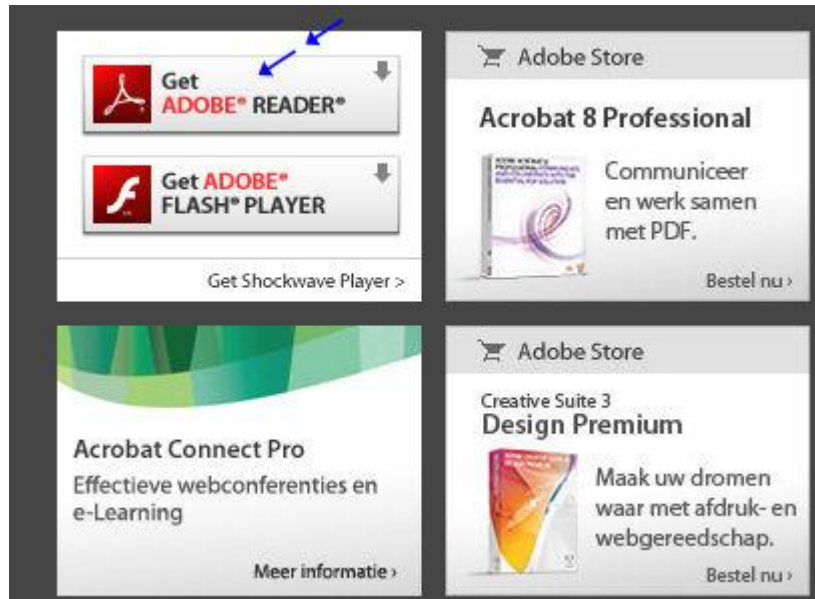 Get
ADOBE® READER®
Get ADOBE®
FLASH® PLAYER
Get Shockwave Player >
Adobe Store
Acrobat 8 Professional
Communiceer
en werk samen
met PDF.
Bestel nu ›
Acrobat Connect Pro
Effectieve webconferenties en
e-Learning
Meer informatie ›
Adobe Store
Creative Suite 3
Design Premium
Maak uw dromen
waar met afdruk- en
webgereedschap.
Bestel nu ›